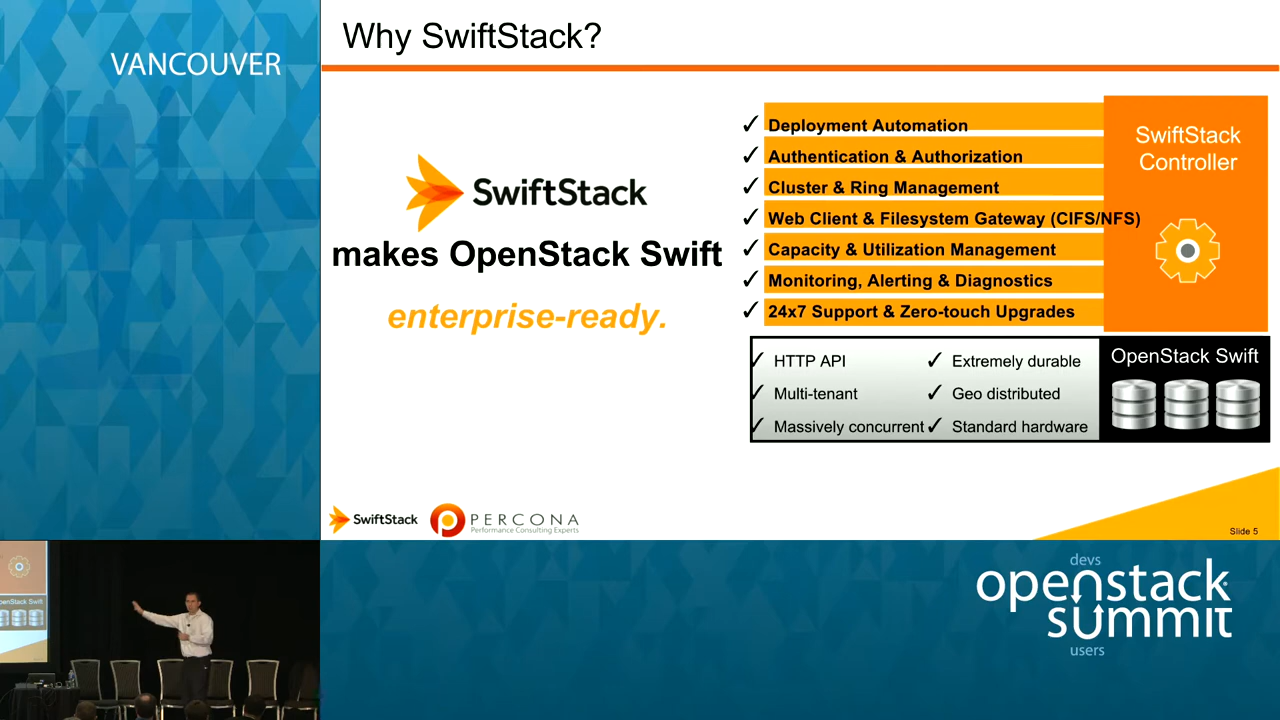 VANCOUVER
Why SwiftStack?
SwiftStack
makes OpenStack Swift
enterprise-ready.
✓ Deployment Automation
✓ Authentication & Authorization
✓ Cluster & Ring Management
✓ Web Client & Filesystem Gateway (CIFS/NFS)
✓ Capacity & Utilization Management
✓ Monitoring, Alerting & Diagnostics
✓ 24x7 Support & Zero-touch Upgrades
SwiftStack
Controller
✓ HTTP API
✓ Extremely durable
✓ Multi-tenant
✓ Geo distributed
✓ Massively concurrent
✓ Standard hardware
OpenStack Swift
SwiftStack
PERCONA
Performance Consulting Experts
Slide 5
OpenStack Swift
devs
openstack
summit
users